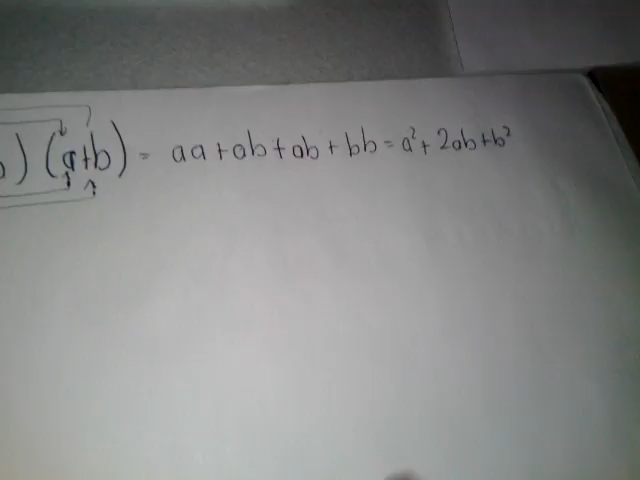 ) (a+b) = aa + ab + ab + bb = a² + 2ab + b²